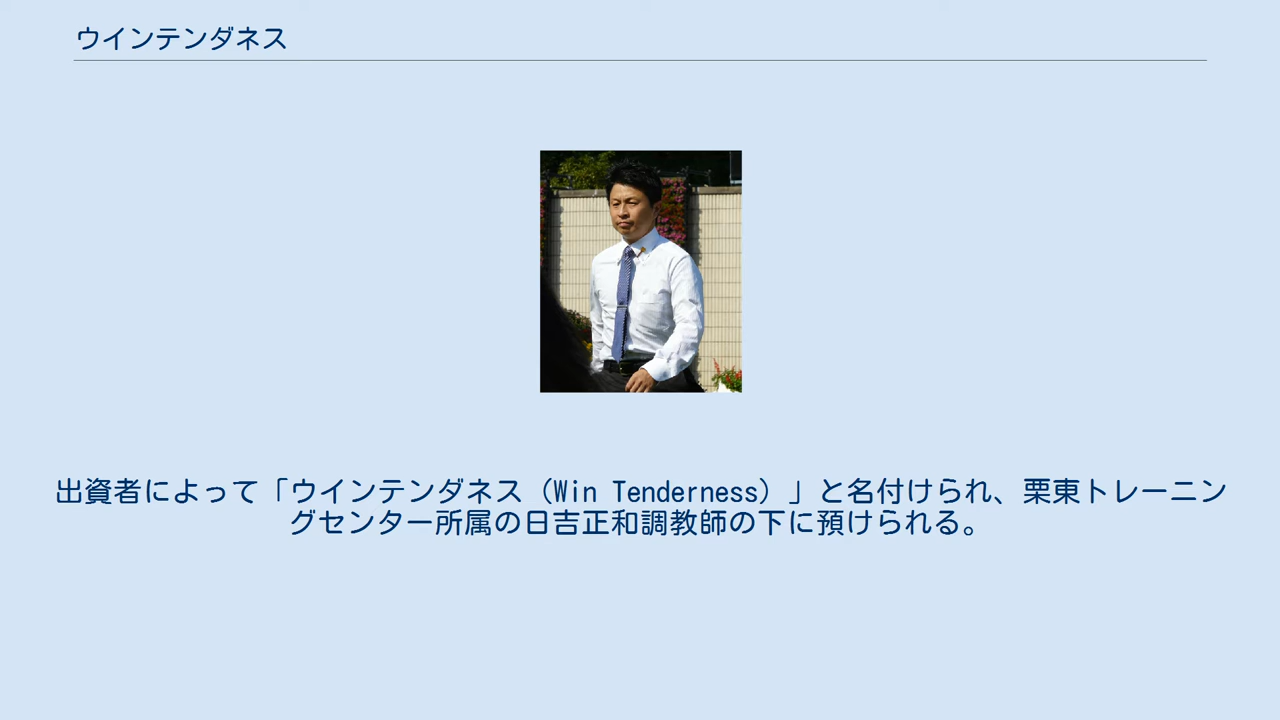 ウインテンダネス
出資者によって「ウインテンダネス（Win Tenderness）」と名付けられ、栗東トレーニン
グセンター所属の日吉正和調教師の下に預けられる。